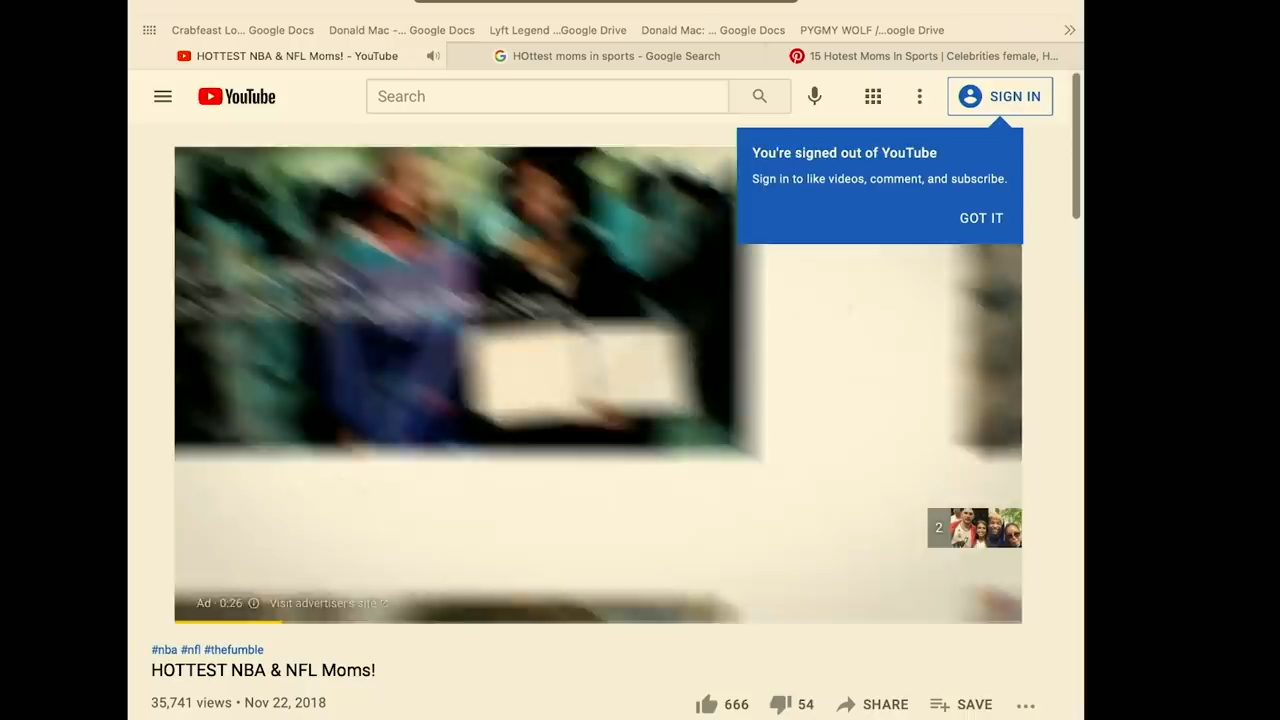 Crabfeast Lo... Google Docs Donald Mac -... Google Docs Lyft Legend ...Google Drive Donald Mac: ... Google Docs PYGMY WOLF /...oogle Drive
HOTTEST NBA & NFL Moms! - YouTube HOttest moms in sports - Google Search 15 Hotest Moms In Sports | Celebrities female, H...
YouTube Search SIGN IN
You're signed out of YouTube
Sign in to like videos, comment, and subscribe.
GOT IT
2
Ad · 0:26 Visit advertiser's site
#nba #nfl #thefumble
HOTTEST NBA & NFL Moms!
35,741 views • Nov 22, 2018 666 54 SHARE SAVE